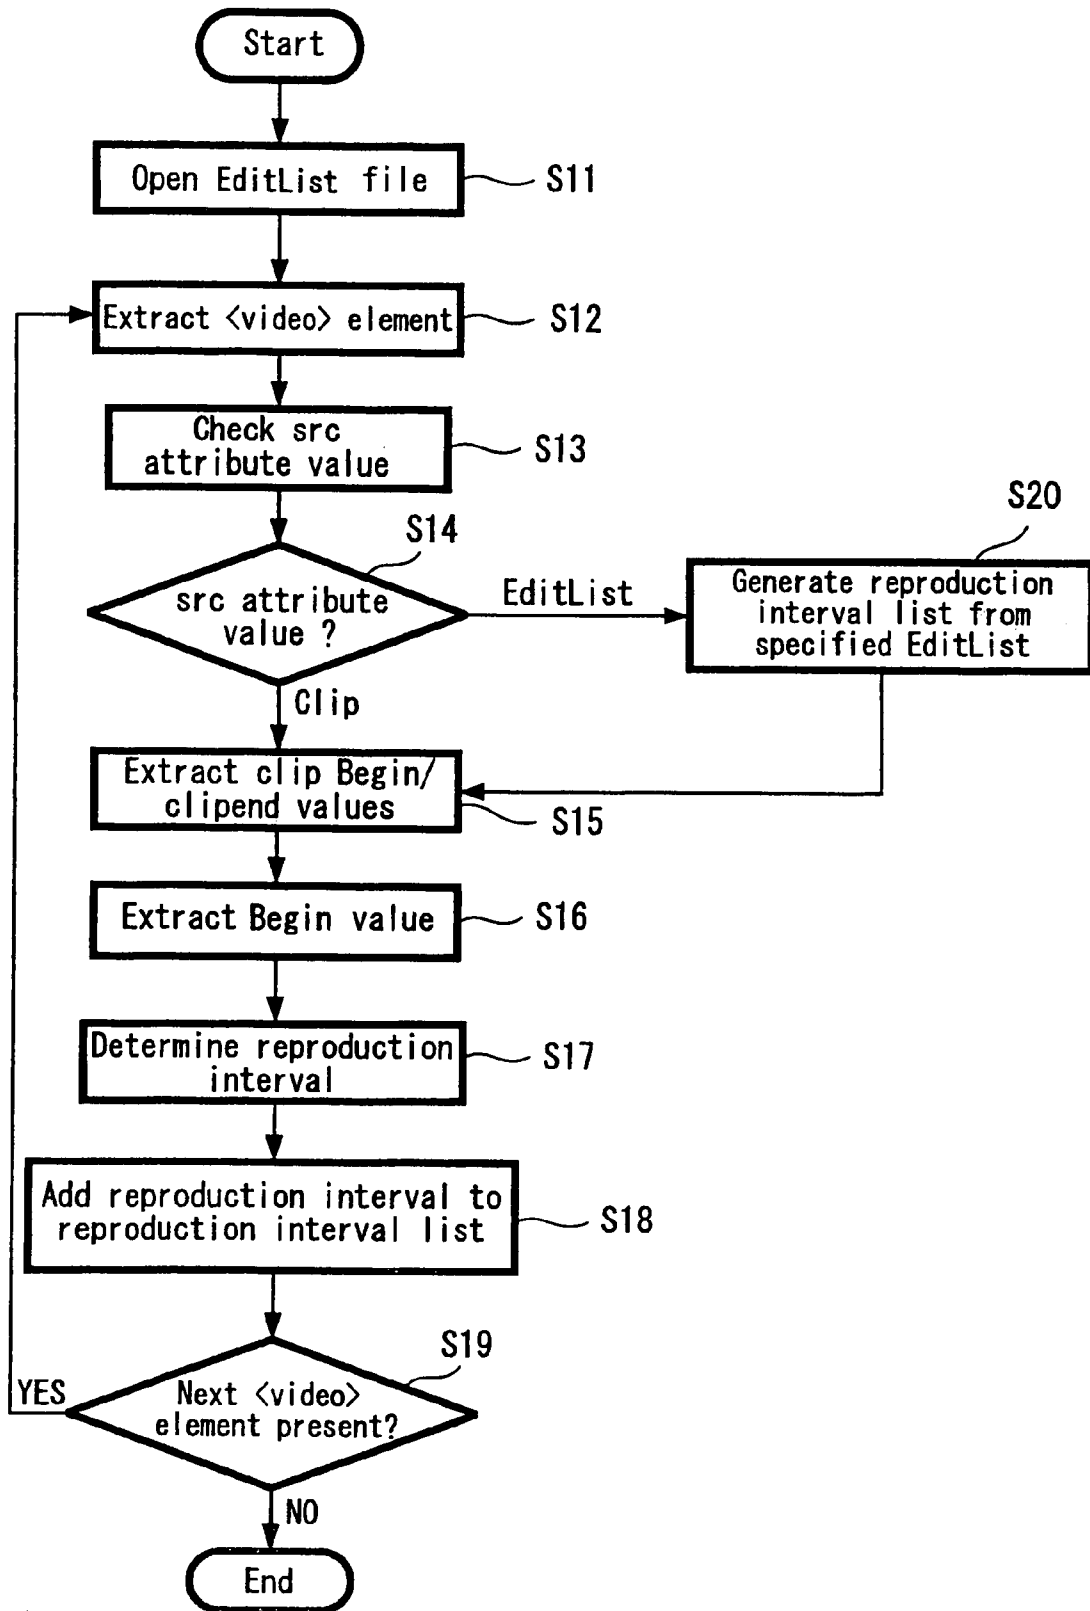 Start
Open EditList file
S11
Extract <video> element
S12
Check src
attribute value
S13
S14
src attribute
value ?
EditList
S20
Generate reproduction
interval list from
specified EditList
Clip
Extract clip Begin/
clipend values
S15
Extract Begin value
S16
Determine reproduction
interval
S17
Add reproduction interval to
reproduction interval list
S18
S19
YES
Next <video>
element present?
NO
End